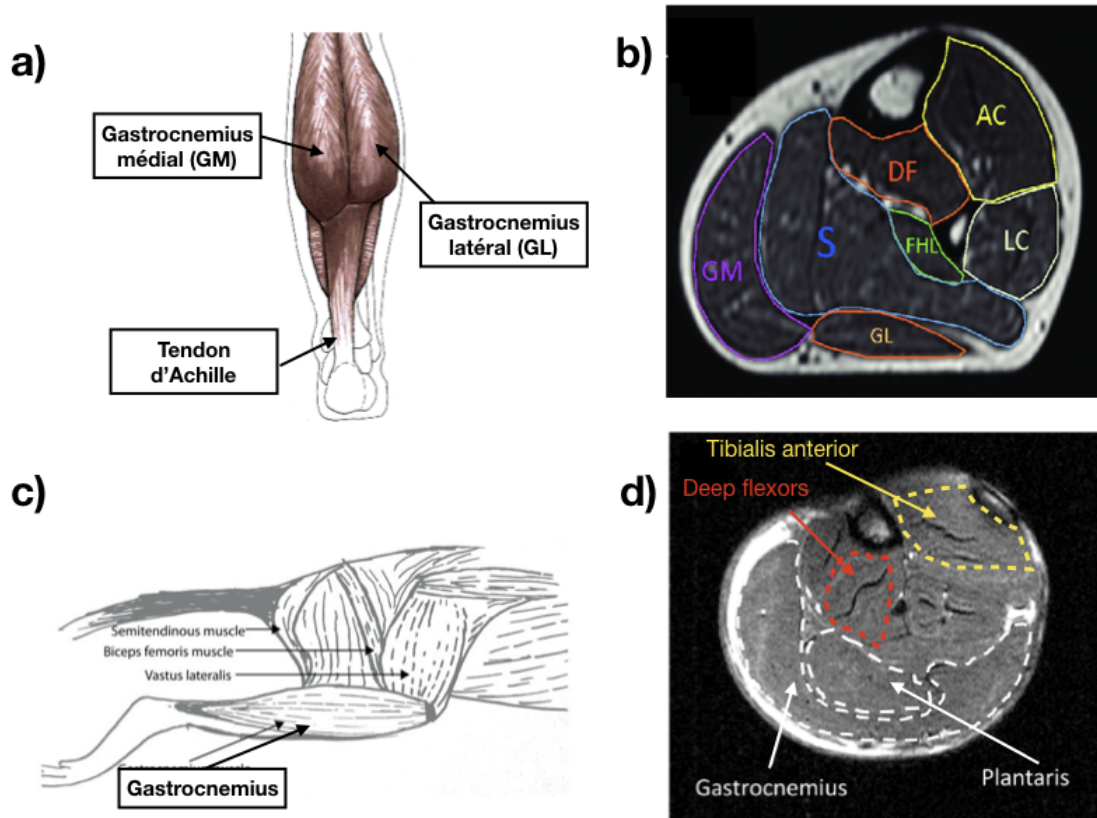 a)
Gastrocnemius
médial (GM)
Gastrocnemius
latéral (GL)
Tendon
d'Achille
b)
AC
DF
S
FHL
LC
GM
GL
c)
Semitendinous muscle
Biceps femoris muscle
Vastus lateralis
Gastrocnemius
d)
Tibialis anterior
Deep flexors
Gastrocnemius
Plantaris